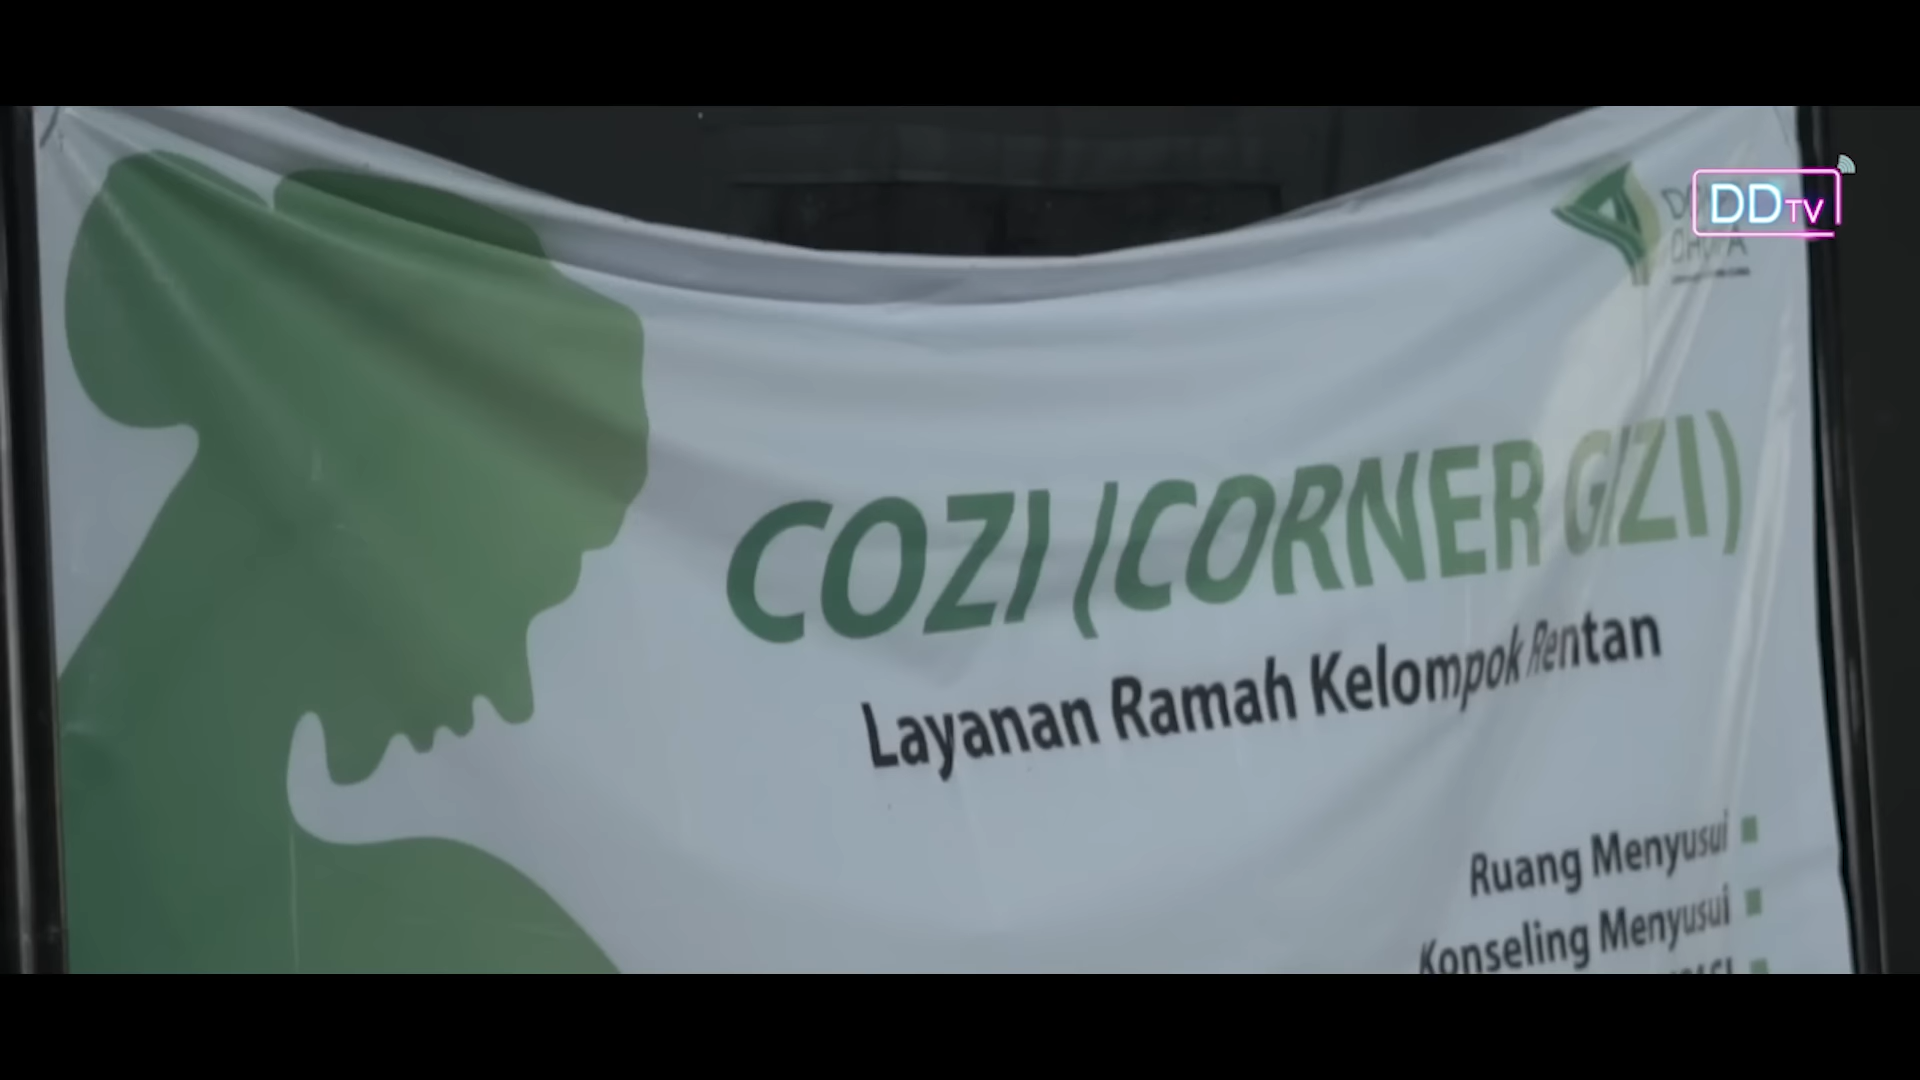 DDTV
COZI (CORNER GIZI)
Layanan Ramah Kelompok Rentan
Ruang Menyusui
Konseling Menyusui